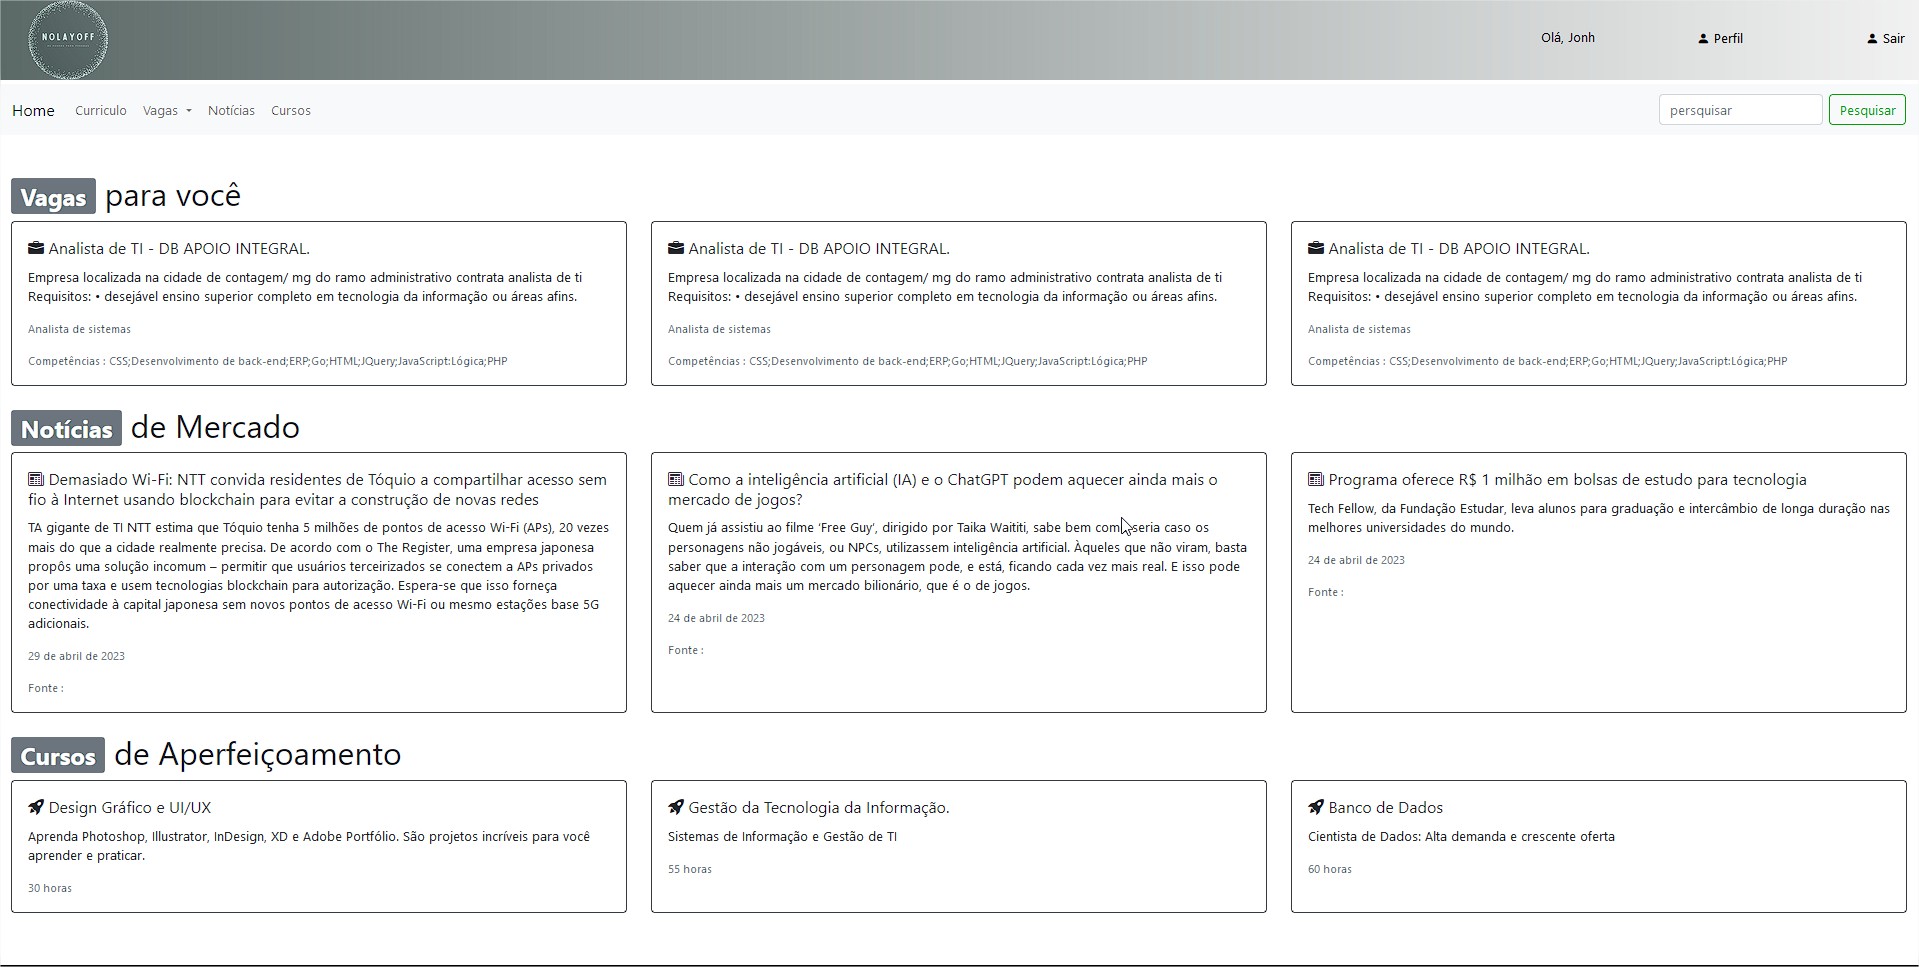 NOLAYOFF
Olá, Jonh
Perfil
Sair
Home
Curriculo
Vagas
Notícias
Cursos
persquisar
Pesquisar
Vagas para você
Analista de TI - DB APOIO INTEGRAL.
Empresa localizada na cidade de contagem/ mg do ramo administrativo contrata analista de ti
Requisitos: • desejável ensino superior completo em tecnologia da informação ou áreas afins.
Analista de sistemas
Competências : CSS;Desenvolvimento de back-end;ERP;Go;HTML;JQuery;JavaScript:Lógica;PHP
Analista de TI - DB APOIO INTEGRAL.
Empresa localizada na cidade de contagem/ mg do ramo administrativo contrata analista de ti
Requisitos: • desejável ensino superior completo em tecnologia da informação ou áreas afins.
Analista de sistemas
Competências : CSS;Desenvolvimento de back-end;ERP;Go;HTML;JQuery;JavaScript:Lógica;PHP
Analista de TI - DB APOIO INTEGRAL.
Empresa localizada na cidade de contagem/ mg do ramo administrativo contrata analista de ti
Requisitos: • desejável ensino superior completo em tecnologia da informação ou áreas afins.
Analista de sistemas
Competências : CSS;Desenvolvimento de back-end;ERP;Go;HTML;JQuery;JavaScript:Lógica;PHP
Notícias de Mercado
Demasiado Wi-Fi: NTT convida residentes de Tóquio a compartilhar acesso sem
fio à Internet usando blockchain para evitar a construção de novas redes
TA gigante de TI NTT estima que Tóquio tenha 5 milhões de pontos de acesso Wi-Fi (APs), 20 vezes
mais do que a cidade realmente precisa. De acordo com o The Register, uma empresa japonesa
propôs uma solução incomum – permitir que usuários terceirizados se conectem a APs privados
por uma taxa e usem tecnologias blockchain para autorização. Espera-se que isso forneça
conectividade à capital japonesa sem novos pontos de acesso Wi-Fi ou mesmo estações base 5G
adicionais.
29 de abril de 2023
Fonte :
Como a inteligência artificial (IA) e o ChatGPT podem aquecer ainda mais o
mercado de jogos?
Quem já assistiu ao filme 'Free Guy', dirigido por Taika Waititi, sabe bem como seria caso os
personagens não jogáveis, ou NPCs, utilizassem inteligência artificial. Àqueles que não viram, basta
saber que a interação com um personagem pode, e está, ficando cada vez mais real. E isso pode
aquecer ainda mais um mercado bilionário, que é o de jogos.
24 de abril de 2023
Fonte :
Programa oferece R$ 1 milhão em bolsas de estudo para tecnologia
Tech Fellow, da Fundação Estudar, leva alunos para graduação e intercâmbio de longa duração nas
melhores universidades do mundo.
24 de abril de 2023
Fonte :
Cursos de Aperfeiçoamento
Design Gráfico e UI/UX
Aprenda Photoshop, Illustrator, InDesign, XD e Adobe Portfólio. São projetos incríveis para você
aprender e praticar.
30 horas
Gestão da Tecnologia da Informação.
Sistemas de Informação e Gestão de TI
55 horas
Banco de Dados
Cientista de Dados: Alta demanda e crescente oferta
60 horas